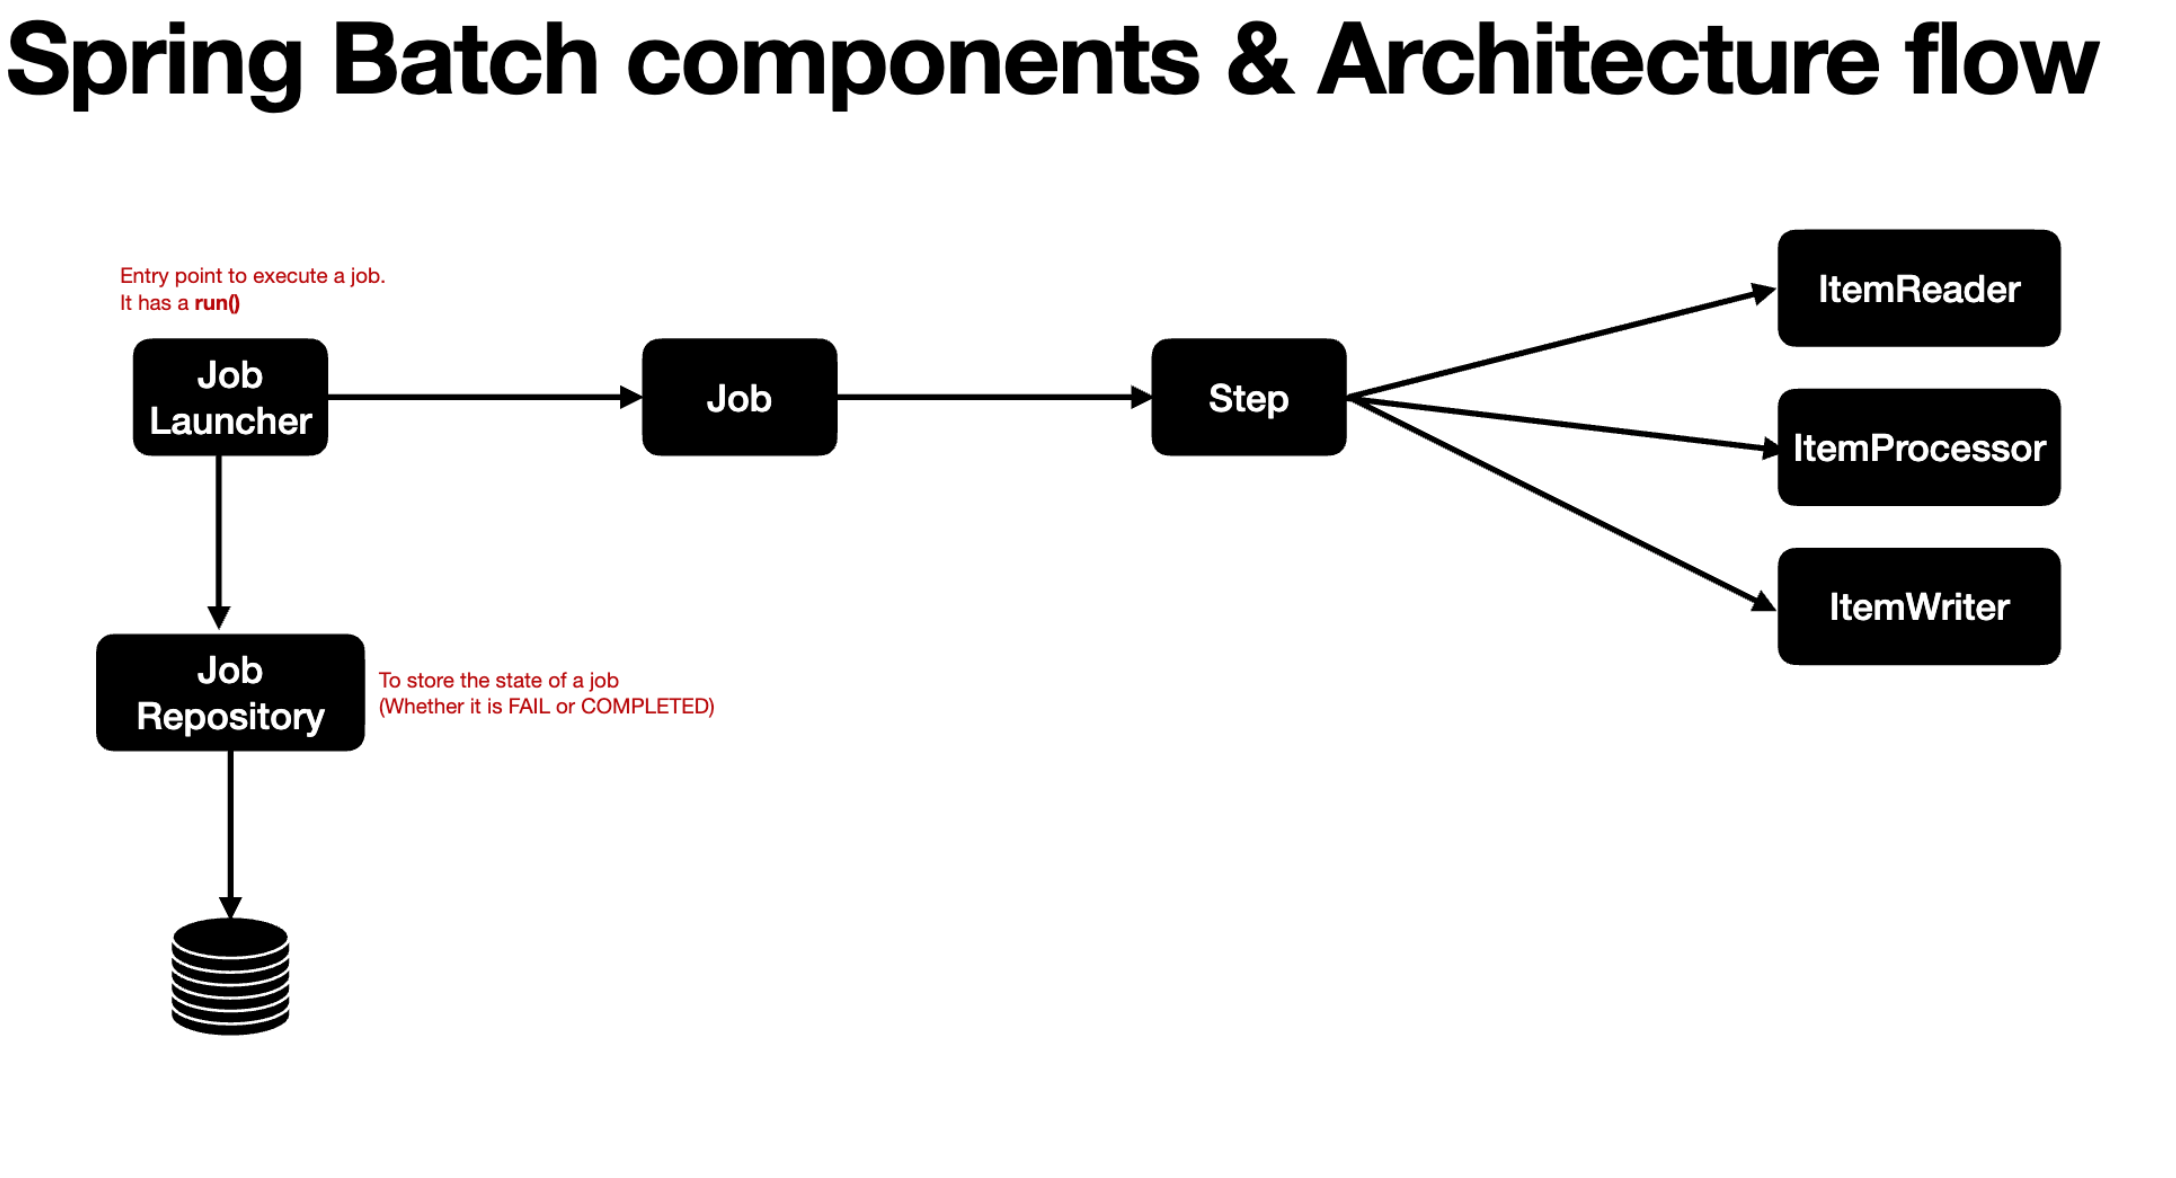 Spring Batch components & Architecture flow
Entry point to execute a job.
It has a run()
Job
Launcher
Job
Step
ItemReader
ItemProcessor
ItemWriter
Job
Repository
To store the state of a job
(Whether it is FAIL or COMPLETED)